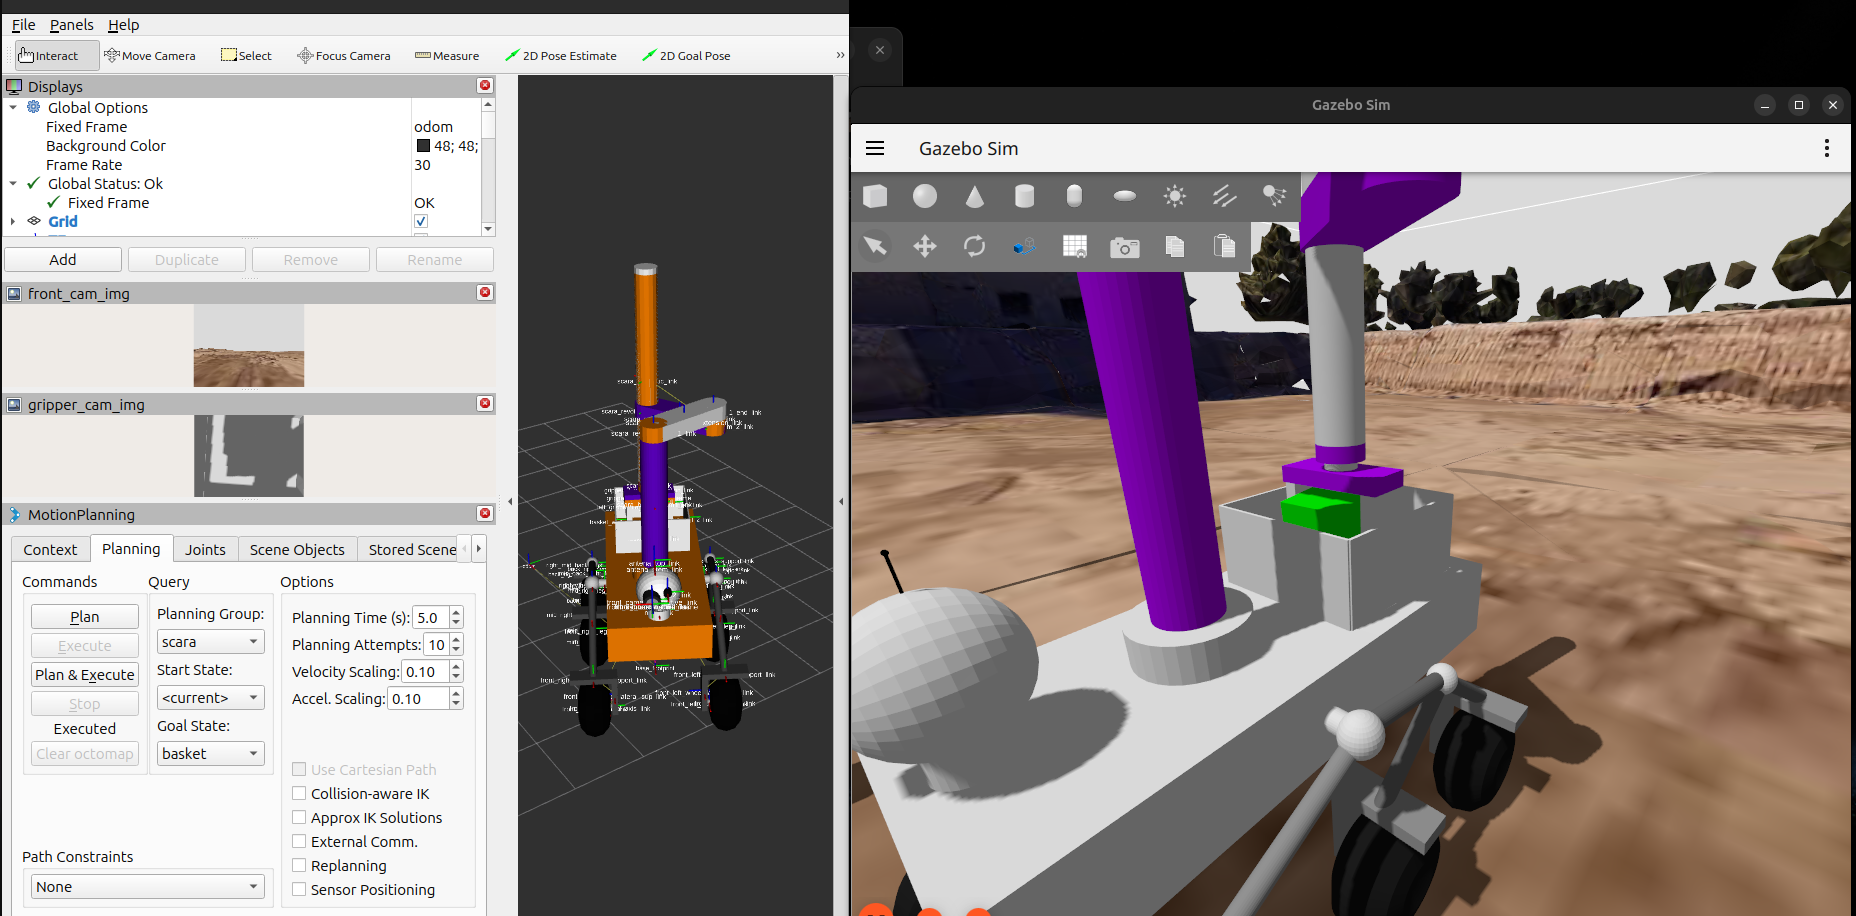 File Panels Help
Interact Move Camera Select Focus Camera Measure 2D Pose Estimate 2D Goal Pose »
Displays
Global Options
Fixed Frame odom
Background Color 48; 48;
Frame Rate 30
Global Status: Ok
Fixed Frame OK
Grid
Add Duplicate Remove Rename
front_cam_img
gripper_cam_img
MotionPlanning
Context Planning Joints Scene Objects Stored Scene
Commands Query Options
Plan
Execute
Plan & Execute
Stop
Executed
Clear octomap
Planning Group:
scara
Start State:
<current>
Goal State:
basket
Planning Time (s): 5.0
Planning Attempts: 10
Velocity Scaling: 0.10
Accel. Scaling: 0.10
Use Cartesian Path
Collision-aware IK
Approx IK Solutions
External Comm.
Replanning
Sensor Positioning
Path Constraints
None
base_footprint
Gazebo Sim
Gazebo Sim